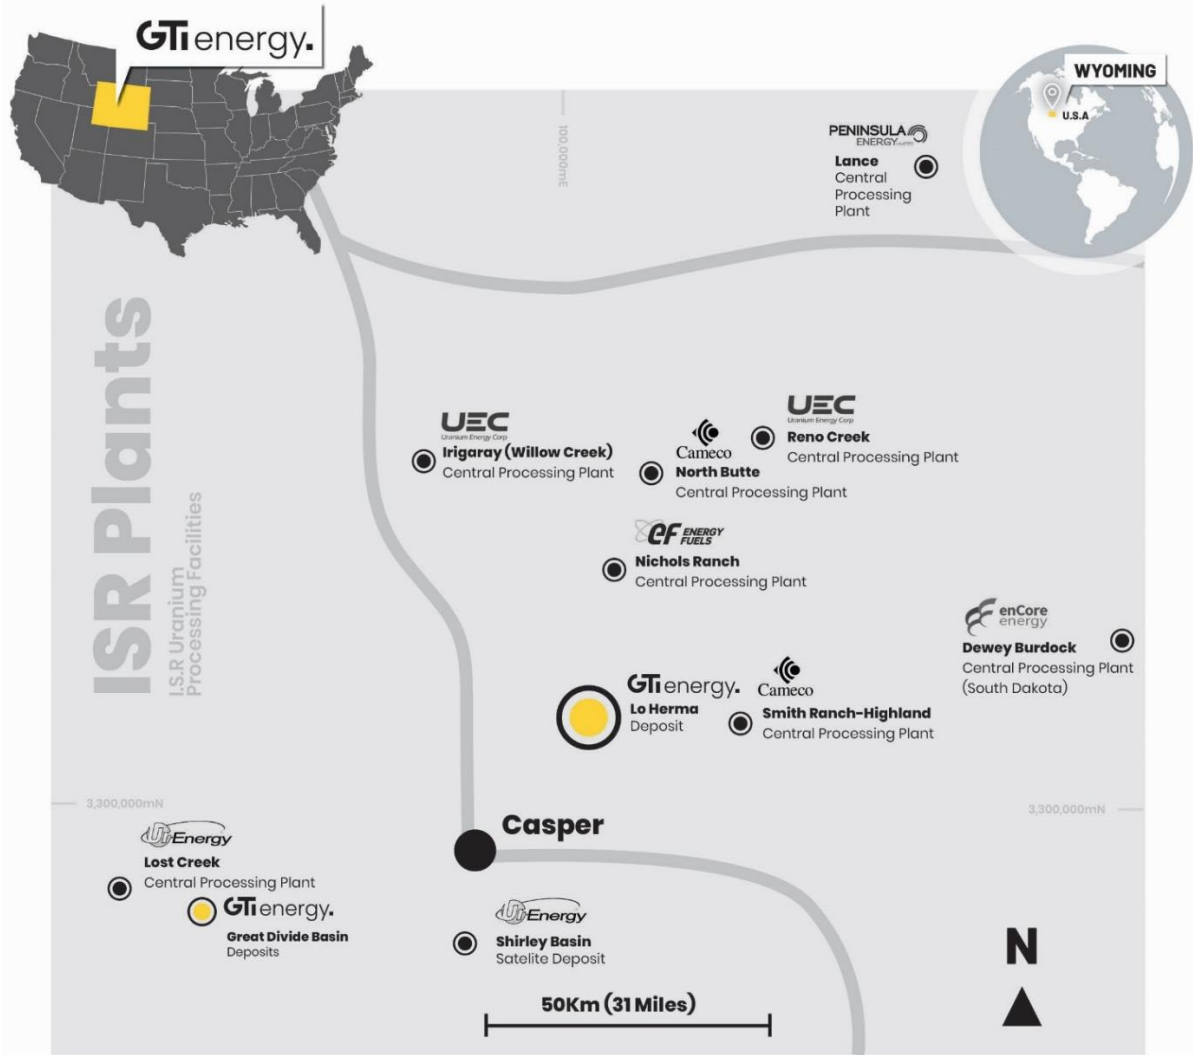 GTi energy.
WYOMING
U.S.A
100,000mE
PENINSULA
ENERGY
Lance
Central
Processing
Plant
ISR Plants
I.S.R Uranium
Processing Facilities
UEC
Uranium Energy Corp
Irigaray (Willow Creek)
Central Processing Plant
Cameco
North Butte
Central Processing Plant
UEC
Uranium Energy Corp
Reno Creek
Central Processing Plant
eF ENERGY
FUELS
Nichols Ranch
Central Processing Plant
enCore
energy
Dewey Burdock
Central Processing Plant
(South Dakota)
GTi energy.
Lo Herma
Deposit
Cameco
Smith Ranch-Highland
Central Processing Plant
3,300,000mN
3,300,000mN
Casper
Ur Energy
Lost Creek
Central Processing Plant
GTi energy.
Great Divide Basin
Deposits
Ur Energy
Shirley Basin
Satelite Deposit
N
50Km (31 Miles)